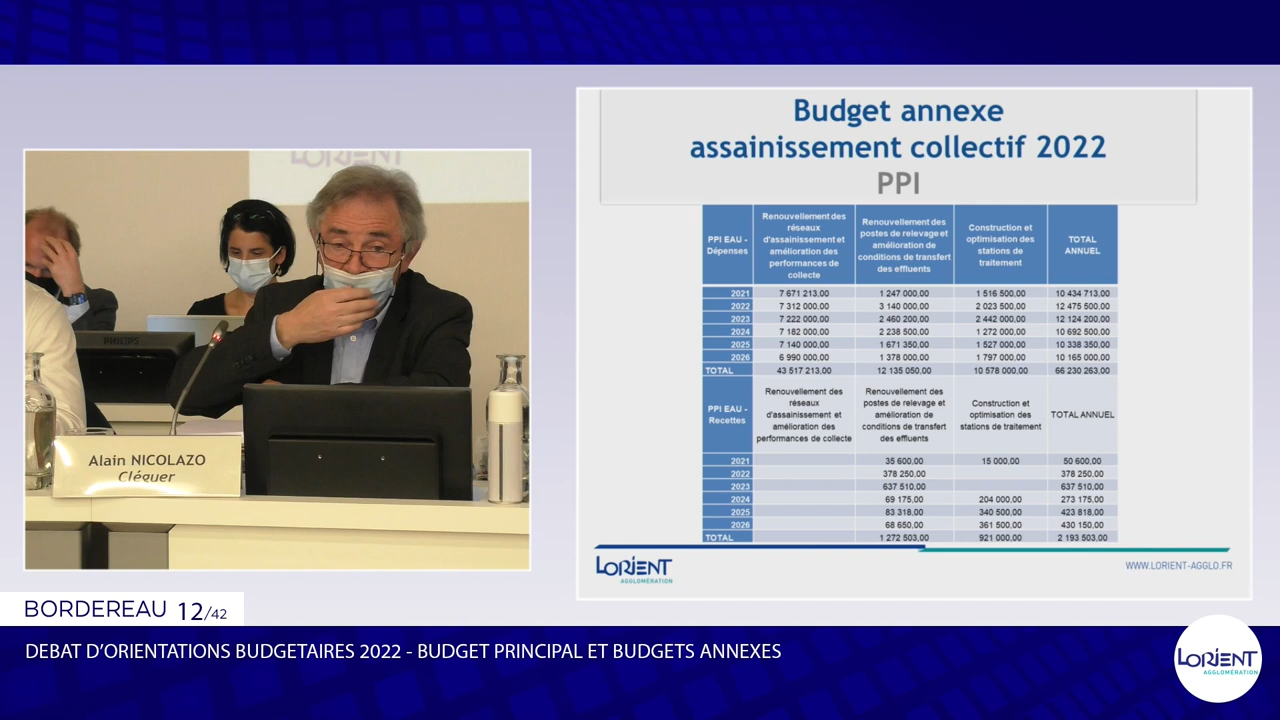 LORIENT
PHILIPS
Alain NICOLAZO
Cléguer
Budget annexe
assainissement collectif 2022
PPI
PPI EAU - Dépenses
Renouvellement des réseaux d'assainissement et amélioration des performances de collecte
Renouvellement des postes de relevage et amélioration de conditions de transfert des effluents
Construction et optimisation des stations de traitement
TOTAL ANNUEL
2021 7 671 213,00 1 247 000,00 1 516 500,00 10 434 713,00
2022 7 312 000,00 3 140 000,00 2 023 500,00 12 475 500,00
2023 7 222 000,00 2 460 200,00 2 442 000,00 12 124 200,00
2024 7 182 000,00 2 238 500,00 1 272 000,00 10 692 500,00
2025 7 140 000,00 1 671 350,00 1 527 000,00 10 338 350,00
2026 6 990 000,00 1 378 000,00 1 797 000,00 10 165 000,00
TOTAL 43 517 213,00 12 135 050,00 10 578 000,00 66 230 263,00
PPI EAU - Recettes
Renouvellement des réseaux d'assainissement et amélioration des performances de collecte
Renouvellement des postes de relevage et amélioration de conditions de transfert des effluents
Construction et optimisation des stations de traitement
TOTAL ANNUEL
2021 35 600,00 15 000,00 50 600,00
2022 378 250,00 378 250,00
2023 637 510,00 637 510,00
2024 69 175,00 204 000,00 273 175,00
2025 83 318,00 340 500,00 423 818,00
2026 68 650,00 361 500,00 430 150,00
TOTAL 1 272 503,00 921 000,00 2 193 503,00
LORIENT
AGGLOMÉRATION
WWW.LORIENT-AGGLO.FR
BORDEREAU 12/42
DEBAT D'ORIENTATIONS BUDGETAIRES 2022 - BUDGET PRINCIPAL ET BUDGETS ANNEXES
LORIENT
AGGLOMÉRATION